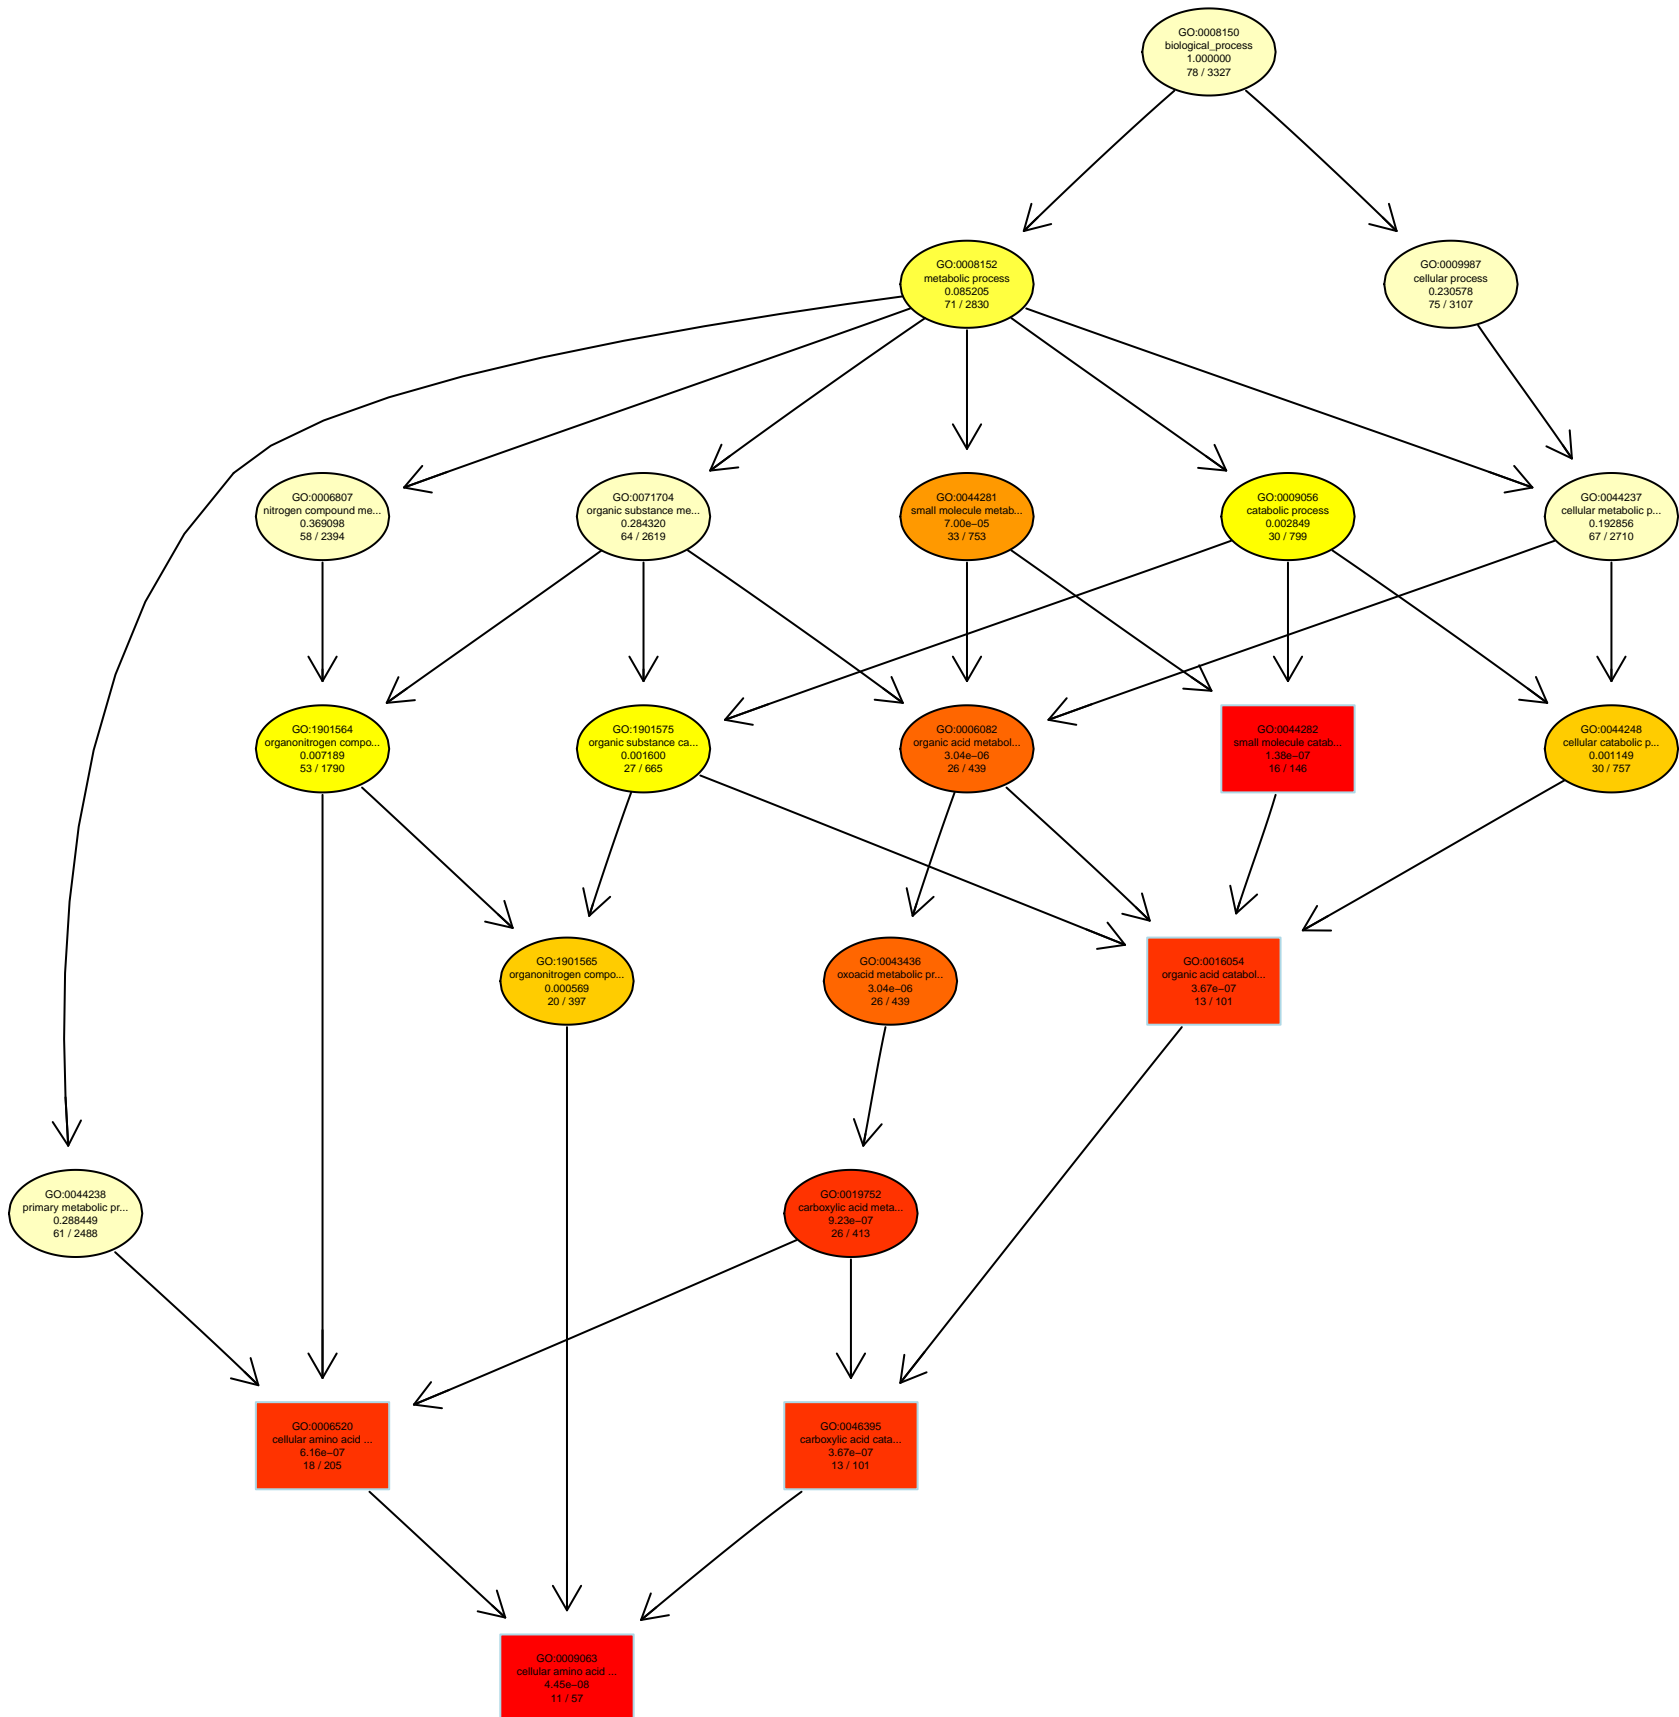 GO:0008150
biological_process
1.000000
78 / 3327
GO:0008152
metabolic process
0.085205
71 / 2830
GO:0009987
cellular process
0.230578
75 / 3107
GO:0006807
nitrogen compound me...
0.369098
58 / 2394
GO:0071704
organic substance me...
0.284320
64 / 2619
GO:0044281
small molecule metab...
7.00e−05
33 / 753
GO:0009056
catabolic process
0.002849
30 / 799
GO:0044237
cellular metabolic p...
0.192856
67 / 2710
GO:1901564
organonitrogen compo...
0.007189
53 / 1790
GO:1901575
organic substance ca...
0.001600
27 / 665
GO:0006082
organic acid metabol...
3.04e−06
26 / 439
GO:0044282
small molecule catab...
1.38e−07
16 / 146
GO:0044248
cellular catabolic p...
0.001149
30 / 757
GO:1901565
organonitrogen compo...
0.000569
20 / 397
GO:0043436
oxoacid metabolic pr...
3.04e−06
26 / 439
GO:0016054
organic acid catabol...
3.67e−07
13 / 101
GO:0044238
primary metabolic pr...
0.288449
61 / 2488
GO:0019752
carboxylic acid meta...
9.23e−07
26 / 413
GO:0006520
cellular amino acid ...
6.16e−07
18 / 205
GO:0046395
carboxylic acid cata...
3.67e−07
13 / 101
GO:0009063
cellular amino acid ...
4.45e−08
11 / 57